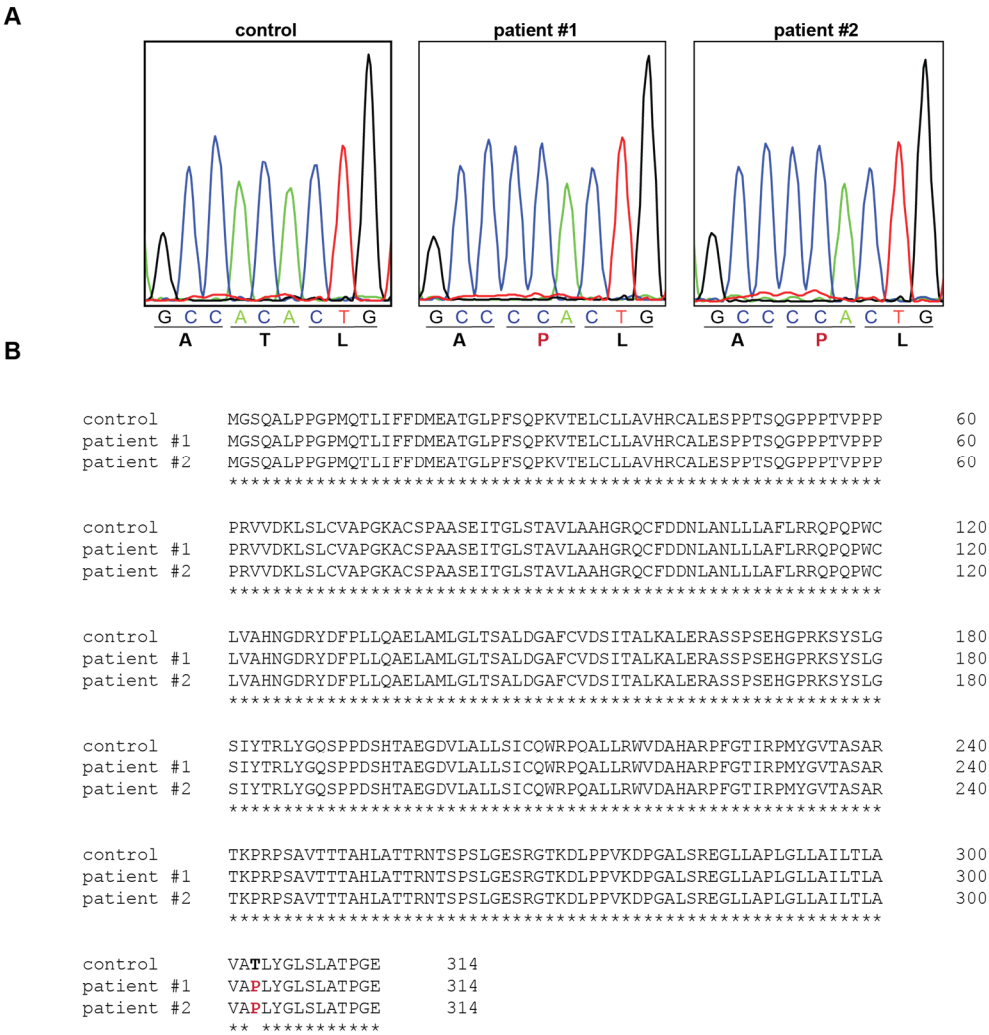 A
control patient #1 patient #2
G C C A C A C T G G C C C C A C T G G C C C C A C T G
A T L A P L A P L
B
control MGSQALPPGPMQTLIFFDMEATGLPFSQPKVTELCLLAVHRCALESPPTSQGPPPTVPPP 60
patient #1 MGSQALPPGPMQTLIFFDMEATGLPFSQPKVTELCLLAVHRCALESPPTSQGPPPTVPPP 60
patient #2 MGSQALPPGPMQTLIFFDMEATGLPFSQPKVTELCLLAVHRCALESPPTSQGPPPTVPPP 60
************************************************************
control PRVVDKLSLCVAPGKACSPAASEITGLSTAVLAAHGRQCFDDNLANLLLAFLRRQPQPWC 120
patient #1 PRVVDKLSLCVAPGKACSPAASEITGLSTAVLAAHGRQCFDDNLANLLLAFLRRQPQPWC 120
patient #2 PRVVDKLSLCVAPGKACSPAASEITGLSTAVLAAHGRQCFDDNLANLLLAFLRRQPQPWC 120
************************************************************
control LVAHNGDRYDFPLLQAELAMLGLTSALDGAFCVDSITALKALERASSPSEHGPRKSYSLG 180
patient #1 LVAHNGDRYDFPLLQAELAMLGLTSALDGAFCVDSITALKALERASSPSEHGPRKSYSLG 180
patient #2 LVAHNGDRYDFPLLQAELAMLGLTSALDGAFCVDSITALKALERASSPSEHGPRKSYSLG 180
************************************************************
control SIYTRLYGQSPPDSHTAEGDVLALLSICQWRPQALLRWVDAHARPFGTIRPMYGVTASAR 240
patient #1 SIYTRLYGQSPPDSHTAEGDVLALLSICQWRPQALLRWVDAHARPFGTIRPMYGVTASAR 240
patient #2 SIYTRLYGQSPPDSHTAEGDVLALLSICQWRPQALLRWVDAHARPFGTIRPMYGVTASAR 240
************************************************************
control TKPRPSAVTTTAHLATTRNTSPSLGESRGTKDLPPVKDPGALSREGLLAPLGLLAILTLA 300
patient #1 TKPRPSAVTTTAHLATTRNTSPSLGESRGTKDLPPVKDPGALSREGLLAPLGLLAILTLA 300
patient #2 TKPRPSAVTTTAHLATTRNTSPSLGESRGTKDLPPVKDPGALSREGLLAPLGLLAILTLA 300
************************************************************
control VATLYGLSLATPGE 314
patient #1 VAPLYGLSLATPGE 314
patient #2 VAPLYGLSLATPGE 314
** ***********